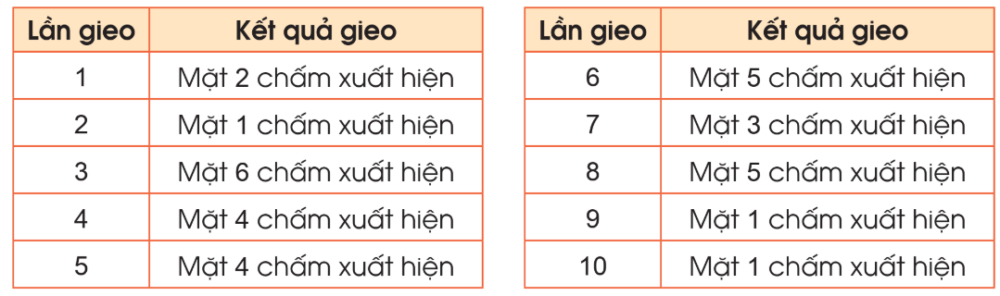 Lần gieo Kết quả gieo
1 Mặt 2 chấm xuất hiện
2 Mặt 1 chấm xuất hiện
3 Mặt 6 chấm xuất hiện
4 Mặt 4 chấm xuất hiện
5 Mặt 4 chấm xuất hiện
Lần gieo Kết quả gieo
6 Mặt 5 chấm xuất hiện
7 Mặt 3 chấm xuất hiện
8 Mặt 5 chấm xuất hiện
9 Mặt 1 chấm xuất hiện
10 Mặt 1 chấm xuất hiện